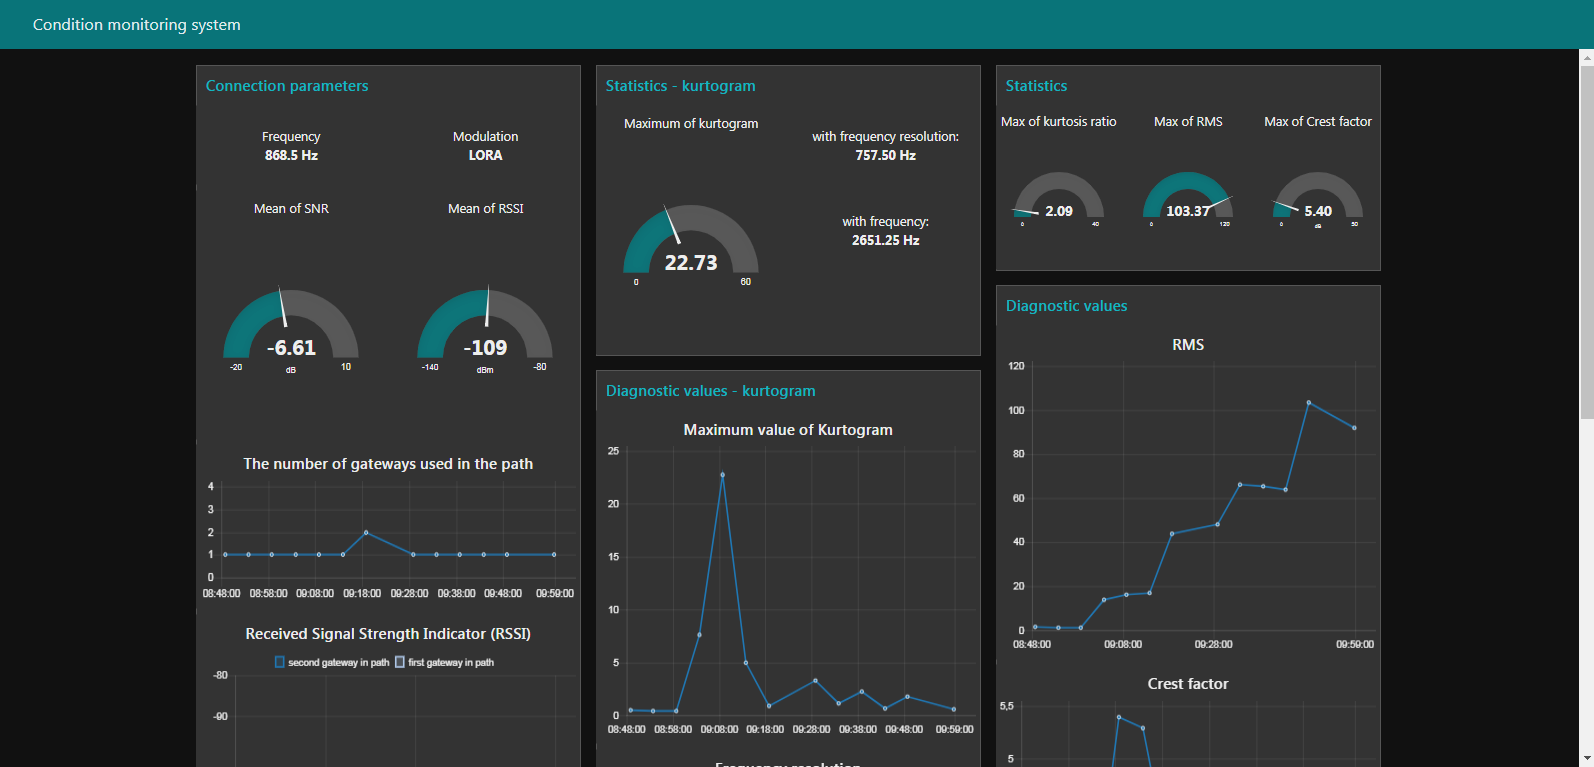 Condition monitoring system
Connection parameters
Frequency
868.5 Hz
Modulation
LORA
Mean of SNR
-6.61
-20
dB
10
Mean of RSSI
-109
-140
dBm
-80
The number of gateways used in the path
4
3
2
1
0
08:48:00 08:58:00 09:08:00 09:18:00 09:28:00 09:38:00 09:48:00 09:59:00
Received Signal Strength Indicator (RSSI)
second gateway in path first gateway in path
-80
-90
Statistics - kurtogram
Maximum of kurtogram
22.73
0 60
with frequency resolution:
757.50 Hz
with frequency:
2651.25 Hz
Diagnostic values - kurtogram
Maximum value of Kurtogram
25
20
15
10
5
0
08:48:00 08:58:00 09:08:00 09:18:00 09:28:00 09:38:00 09:48:00 09:59:00
Frequency resolution
Statistics
Max of kurtosis ratio
2.09
0 40
Max of RMS
103.37
0 120
Max of Crest factor
5.40
0 dB 50
Diagnostic values
RMS
120
100
80
60
40
20
0
08:48:00 09:08:00 09:28:00 09:59:00
Crest factor
5,5
5